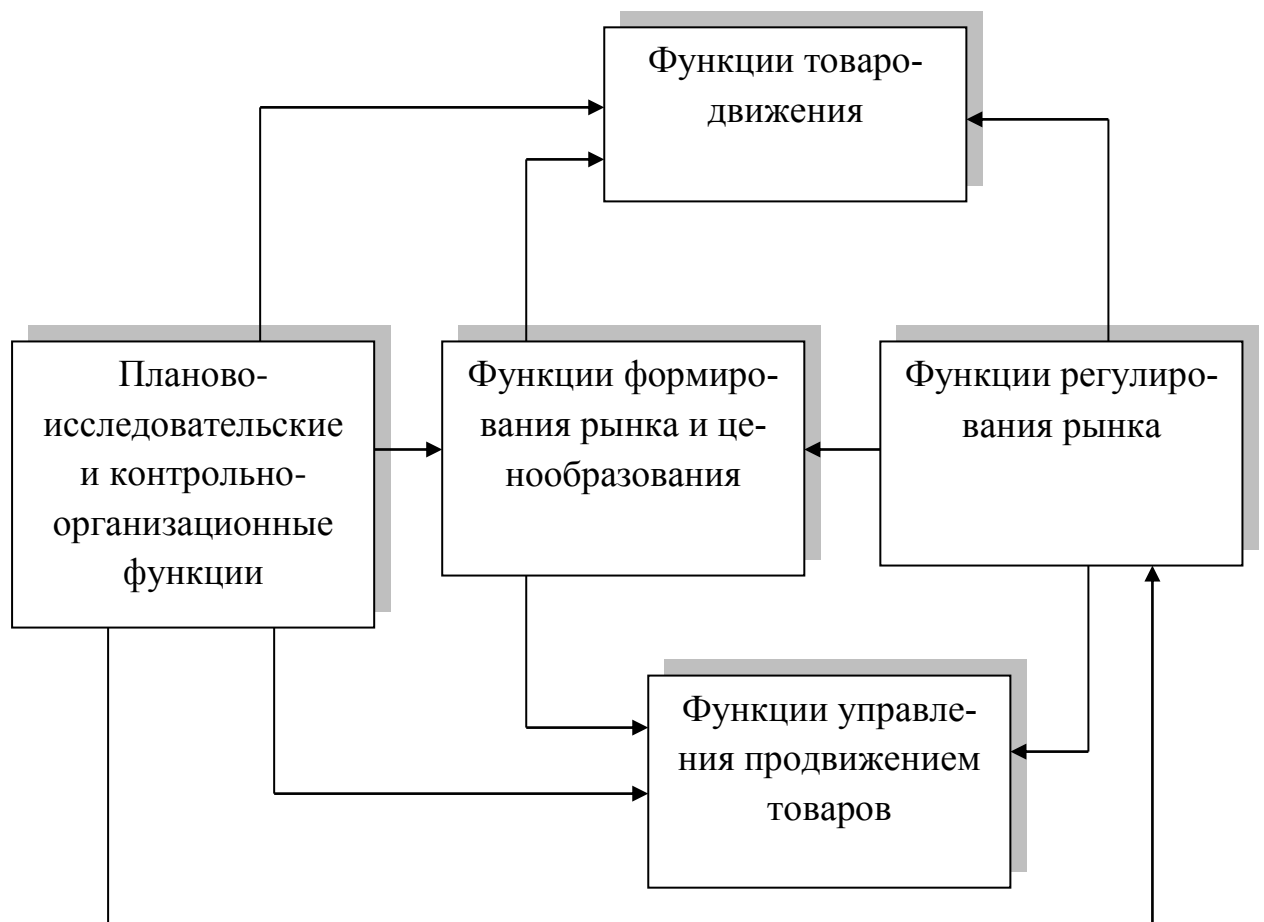 Функции товаро-
движения
Планово-
исследовательские
и контрольно-
организационные
функции
Функции формиро-
вания рынка и це-
нообразования
Функции регулиро-
вания рынка
Функции управле-
ния продвижением
товаров